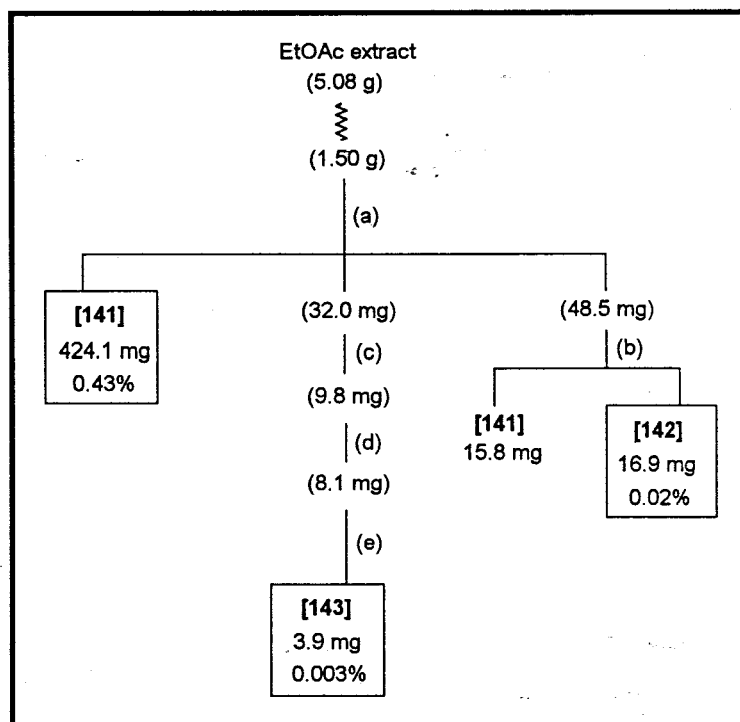 EtOAc extract
(5.08 g)
(1.50 g)
(a)
[141]
424.1 mg
0.43%
(32.0 mg)
(c)
(9.8 mg)
(d)
(8.1 mg)
(e)
[143]
3.9 mg
0.003%
(48.5 mg)
(b)
[141]
15.8 mg
[142]
16.9 mg
0.02%